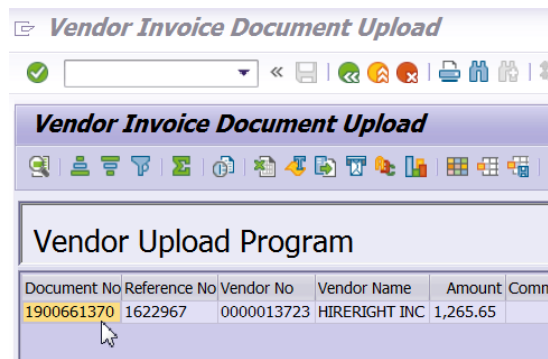 Vendor Invoice Document Upload
Vendor Invoice Document Upload
Vendor Upload Program
Document No Reference No Vendor No Vendor Name Amount Comm
1900661370 1622967 0000013723 HIRERIGHT INC 1,265.65